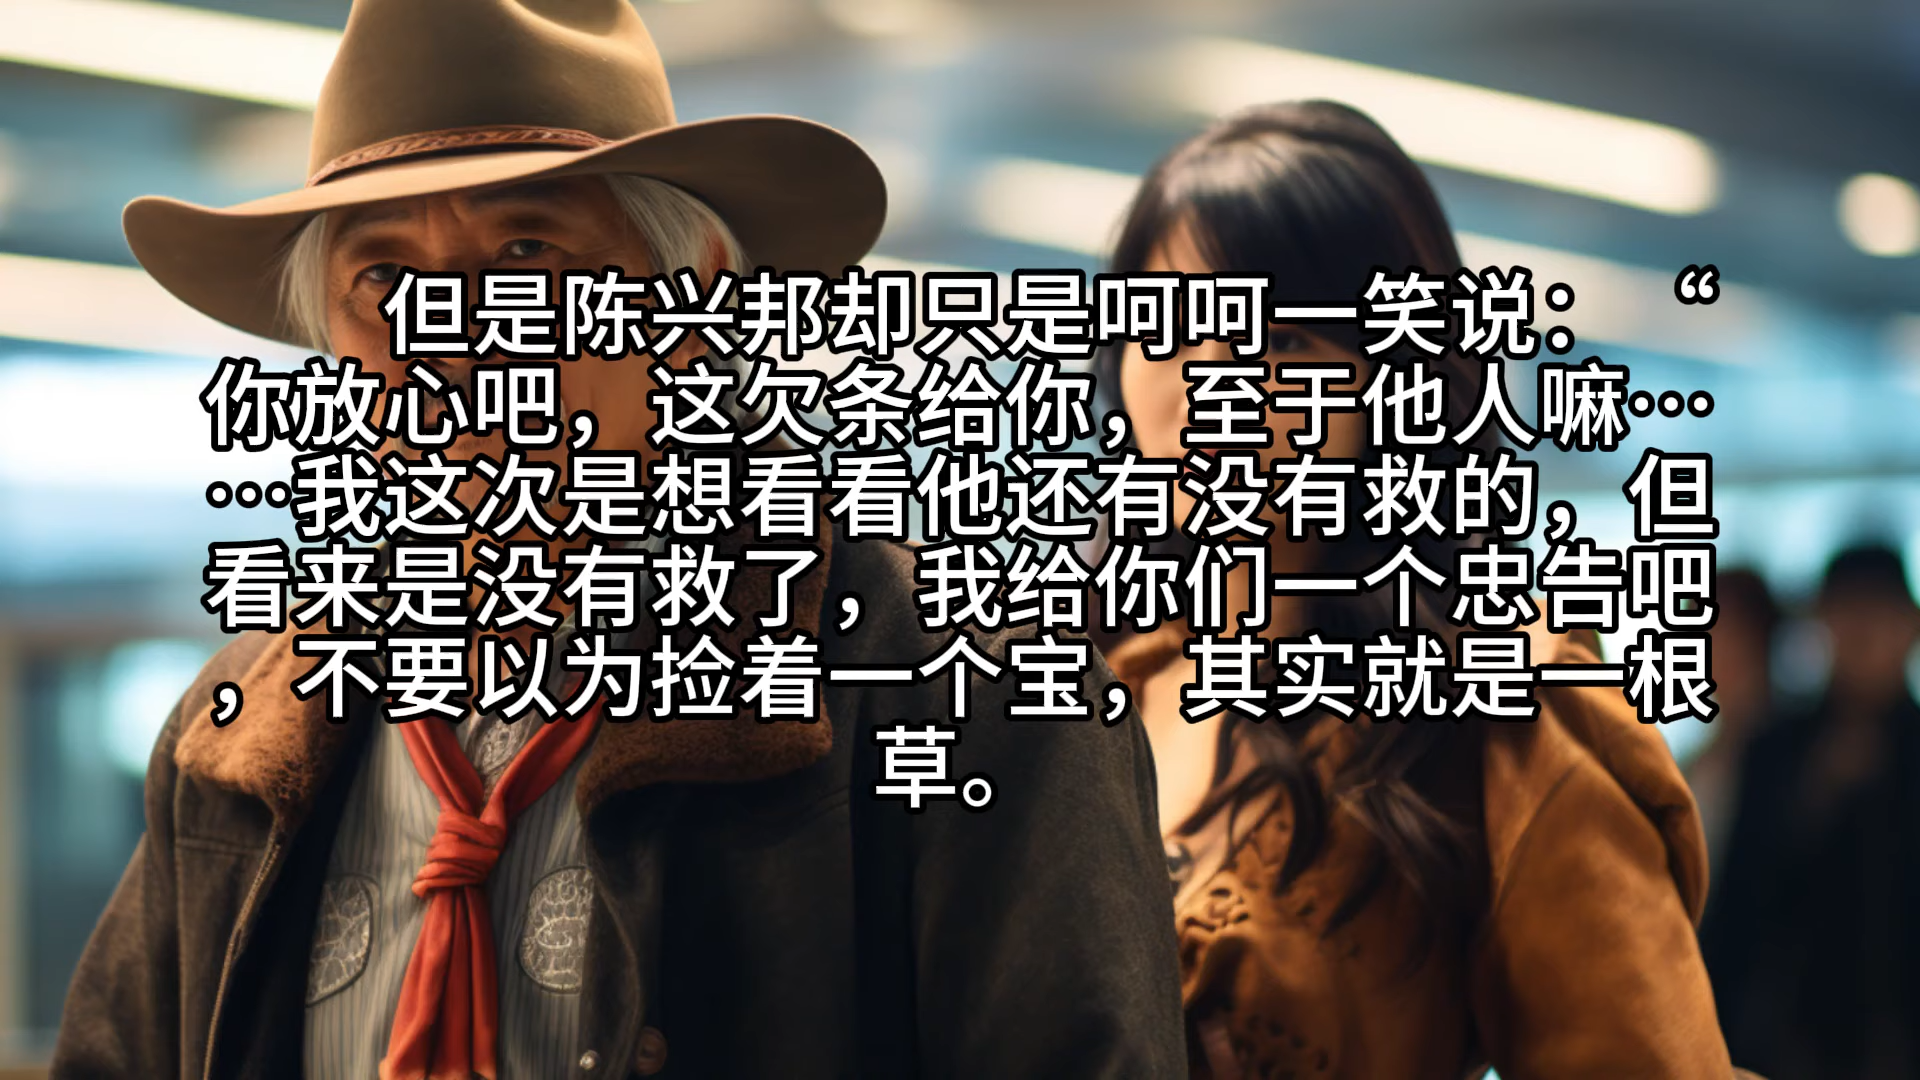 但是陈兴邦却只是呵呵一笑说：“
你放心吧，这欠条给你，至于他人嘛…
…我这次是想看看他还有没有救的，但
看来是没有救了，我给你们一个忠告吧
，不要以为捡着一个宝，其实就是一根
草。